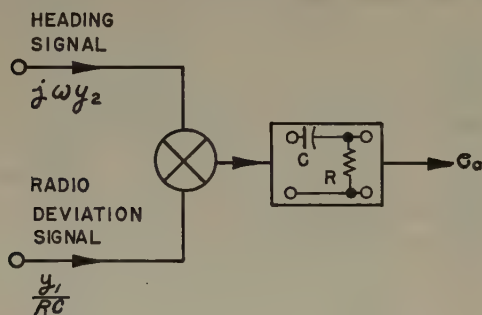 HEADING
SIGNAL
jωy₂
C
R
e₀
RADIO
DEVIATION
SIGNAL
y₁
RC